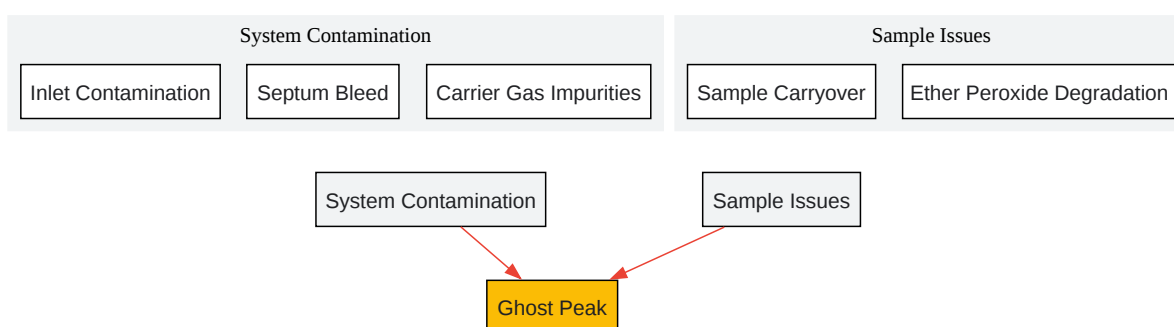 System Contamination
Sample Issues
Inlet Contamination
Septum Bleed
Carrier Gas Impurities
Sample Carryover
Ether Peroxide Degradation
System Contamination
Sample Issues
Ghost Peak